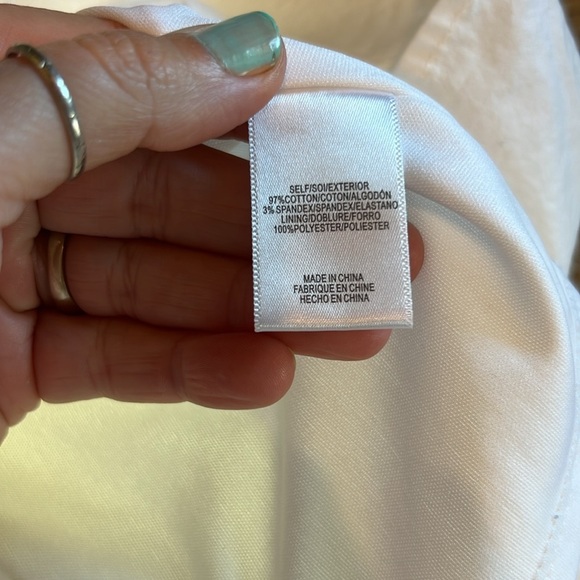 SELF/SOI/EXTERIOR
97%COTTON/COTON/ALGODÓN
3%SPANDEX/SPANDEX/ELASTANO
LINING/DOBLURE/FORRO
100%POLYESTER/POLIESTER
MADE IN CHINA
FABRIQUE EN CHINE
HECHO EN CHINA